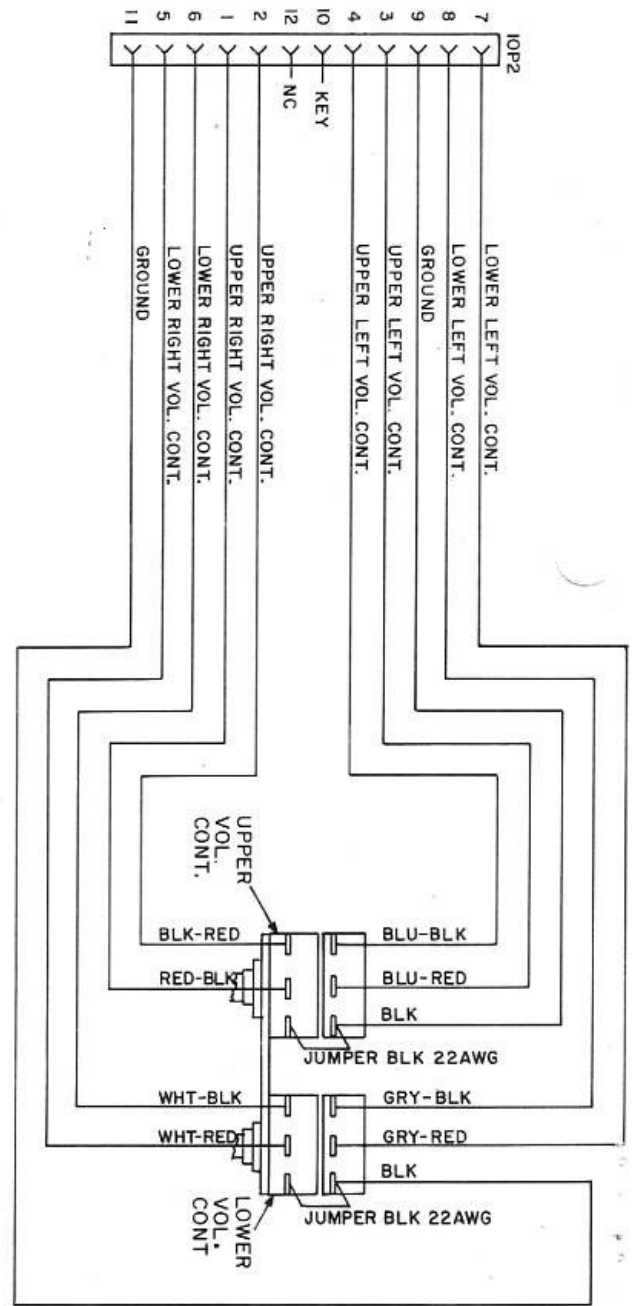 11
5
6
1
2
12
10
4
3
9
8
7
10P2
NC
KEY
GROUND
LOWER RIGHT VOL. CONT.
LOWER RIGHT VOL. CONT.
UPPER RIGHT VOL. CONT.
UPPER RIGHT VOL. CONT.
UPPER LEFT VOL. CONT.
UPPER LEFT VOL. CONT.
GROUND
LOWER LEFT VOL. CONT.
LOWER LEFT VOL. CONT.
UPPER
VOL.
CONT.
BLK-RED
BLU-BLK
RED-BLK
BLU-RED
BLK
JUMPER BLK 22AWG
WHT-BLK
GRY-BLK
WHT-RED
GRY-RED
BLK
JUMPER BLK 22AWG
LOWER
VOL.
CONT